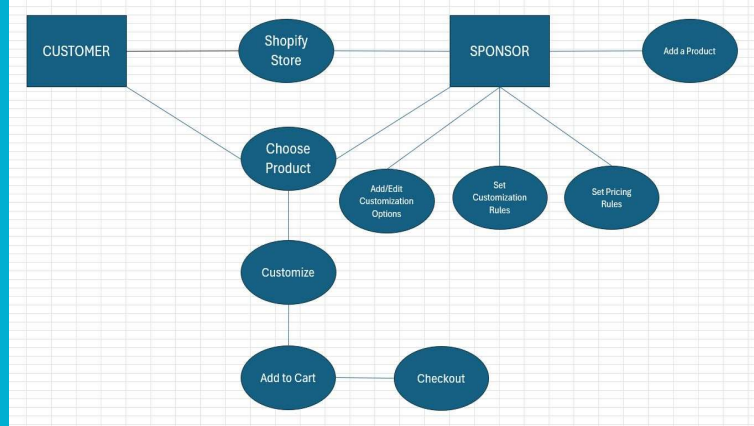 CUSTOMER
Shopify
Store
SPONSOR
Add a Product
Choose
Product
Add/Edit
Customization
Options
Set
Customization
Rules
Set Pricing
Rules
Customize
Add to Cart
Checkout